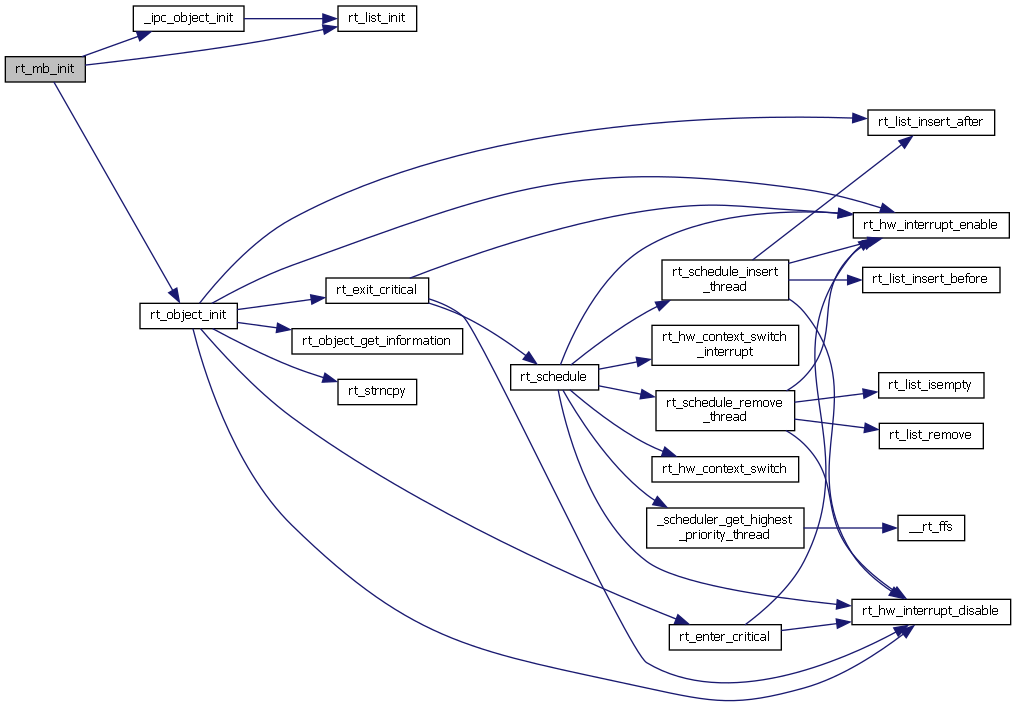 _ipc_object_init
rt_list_init
rt_mb_init
rt_list_insert_after
rt_hw_interrupt_enable
rt_schedule_insert
_thread
rt_list_insert_before
rt_exit_critical
rt_object_init
rt_object_get_information
rt_hw_context_switch
_interrupt
rt_schedule
rt_strncpy
rt_schedule_remove
_thread
rt_list_isempty
rt_list_remove
rt_hw_context_switch
_scheduler_get_highest
_priority_thread
__rt_ffs
rt_hw_interrupt_disable
rt_enter_critical